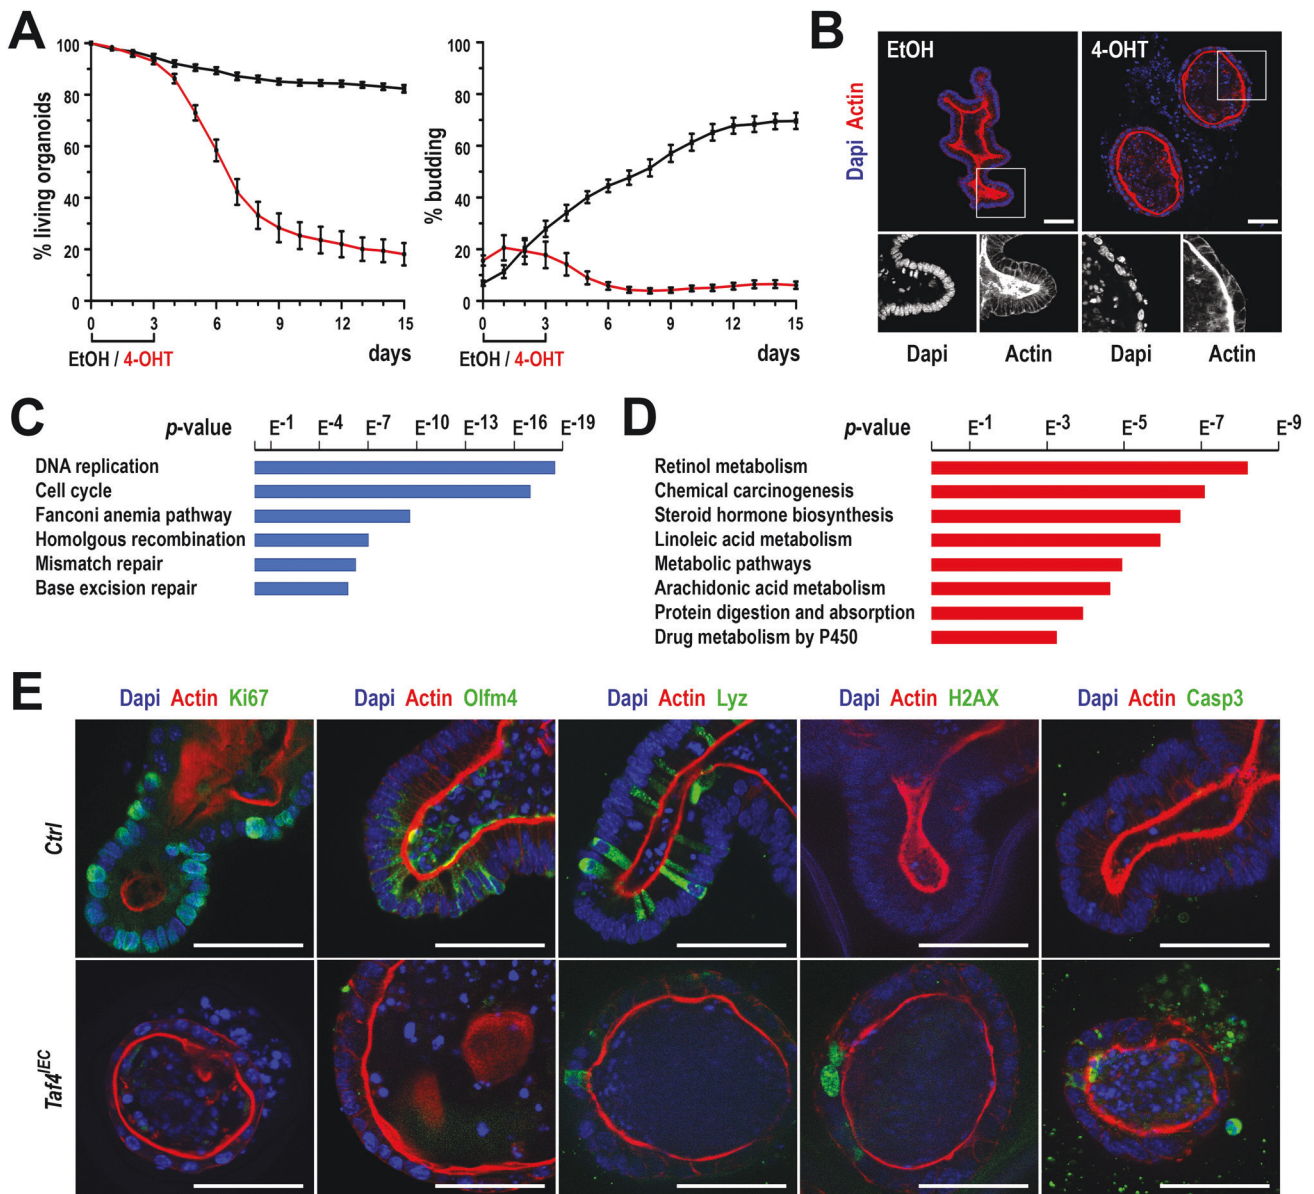 A
100
80
60
40
20
0
% living organoids
0 3 6 9 12 15
EtOH / 4-OHT
days
100
80
60
40
20
0
% budding
0 3 6 9 12 15
EtOH / 4-OHT
days
B
Dapi Actin
EtOH
4-OHT
Dapi Actin Dapi Actin
C
p-value
E-1 E-4 E-7 E-10 E-13 E-16 E-19
DNA replication
Cell cycle
Fanconi anemia pathway
Homolgous recombination
Mismatch repair
Base excision repair
D
p-value
E-1 E-3 E-5 E-7 E-9
Retinol metabolism
Chemical carcinogenesis
Steroid hormone biosynthesis
Linoleic acid metabolism
Metabolic pathways
Arachidonic acid metabolism
Protein digestion and absorption
Drug metabolism by P450
E
Dapi Actin Ki67
Dapi Actin Olfm4
Dapi Actin Lyz
Dapi Actin H2AX
Dapi Actin Casp3
Ctrl
Taf4IEC